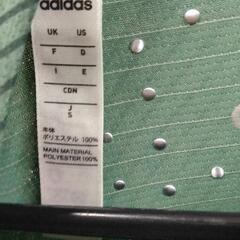 adidas
UK US
F D
I E
CDN
J
S
本体
ポリエステル 100%
MAIN MATERIAL
POLYESTER 100%